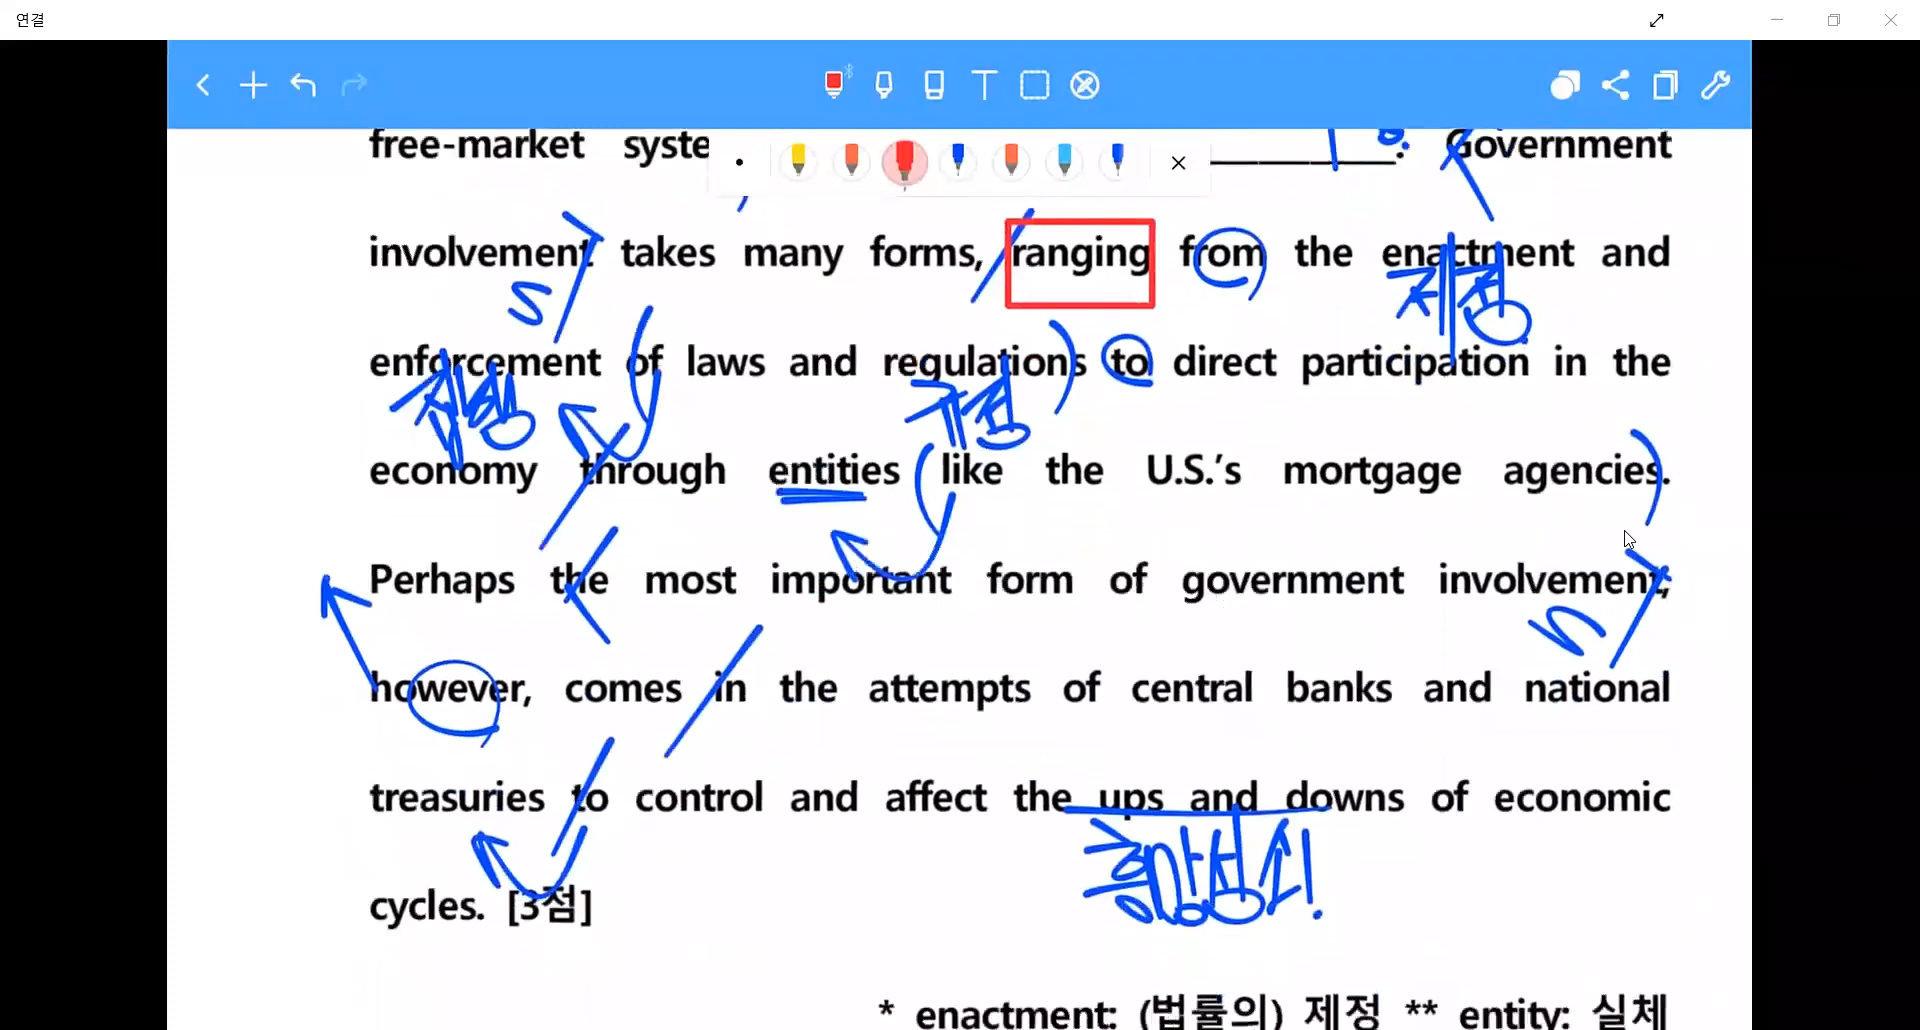 연결
free-market syste
Government
involvement takes many forms, ranging from the enactment and
S
제정
enforcement of laws and regulations to direct participation in the
집행
규정
economy through entities like the U.S.'s mortgage agencies.
Perhaps the most important form of government involvement,
however, comes in the attempts of central banks and national
treasuries to control and affect the ups and downs of economic
cycles. [3점]
* enactment: (법률의) 제정 ** entity: 실체